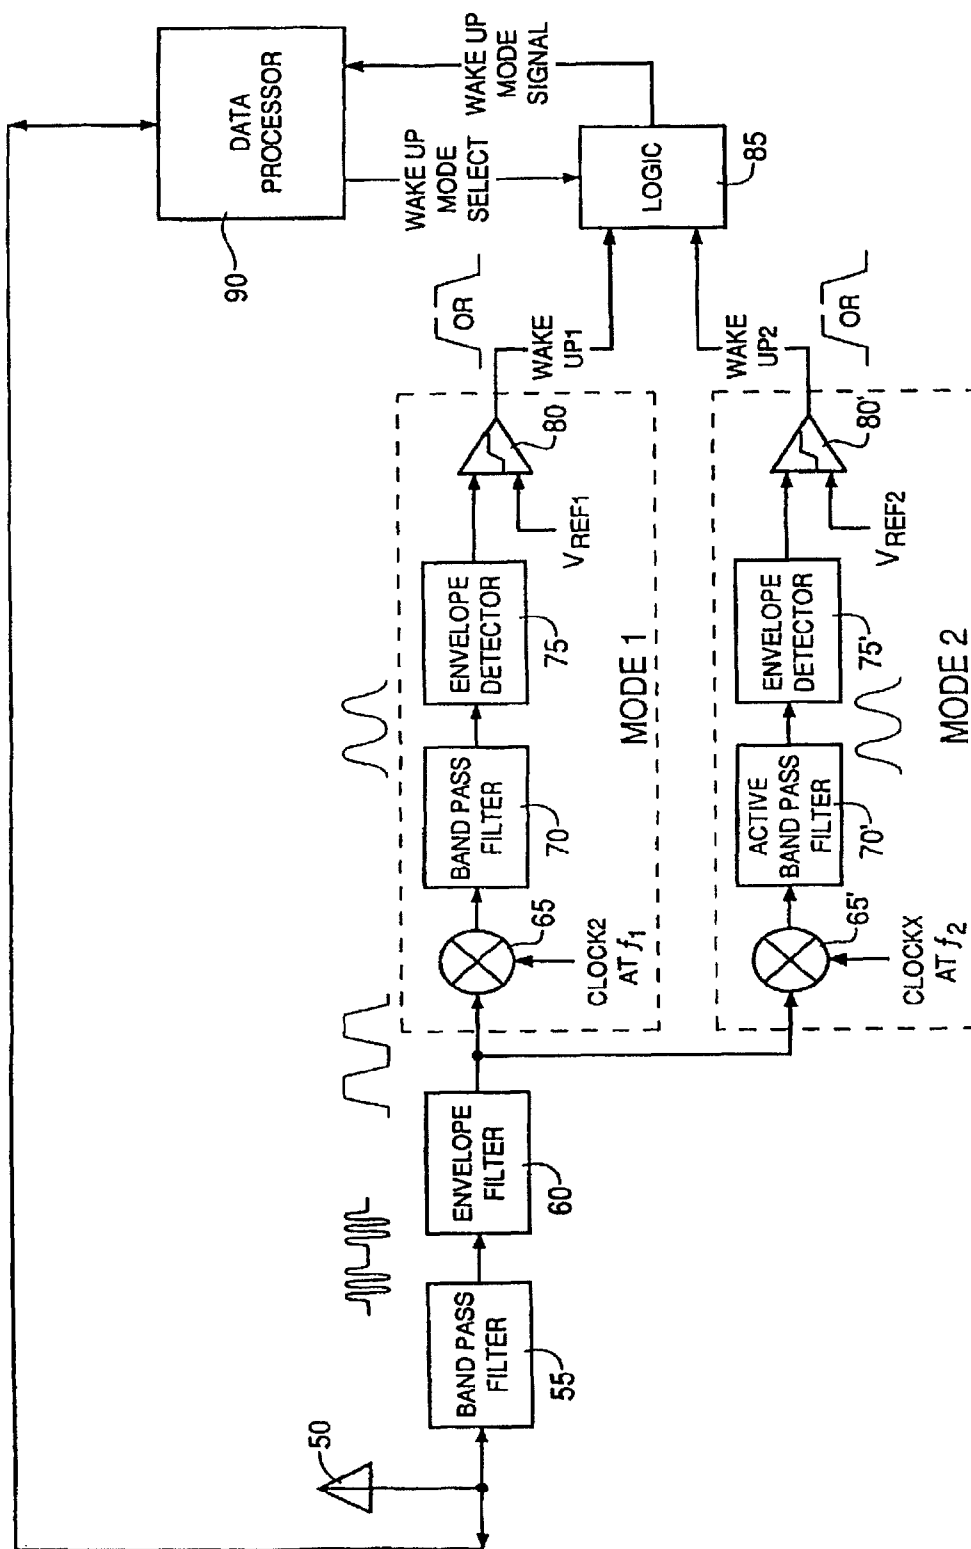 50
BAND PASS
FILTER
55
ENVELOPE
FILTER
60
CLOCK2
AT f1
65
BAND PASS
FILTER
70
ENVELOPE
DETECTOR
75
VREF1
80
MODE 1
WAKE
UP1
OR
CLOCKX
AT f2
65'
ACTIVE
BAND PASS
FILTER
70'
ENVELOPE
DETECTOR
75'
VREF2
80'
MODE 2
WAKE
UP2
OR
LOGIC
85
WAKE UP
MODE
SELECT
WAKE UP
MODE
SIGNAL
DATA
PROCESSOR
90